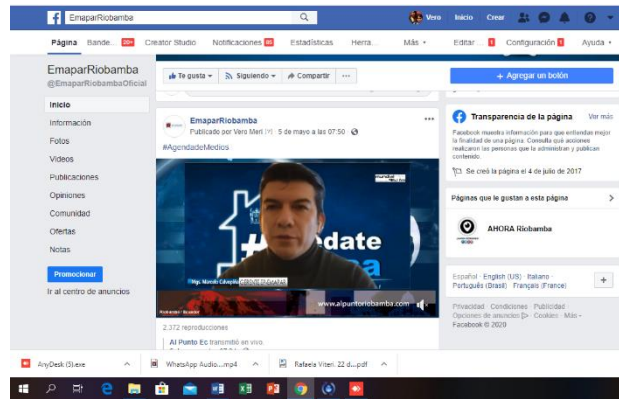 EmaparRiobamba
Vero Inicio Crear
Página Bande... 20+ Creator Studio Notificaciones Estadísticas Herra... Más Editar ... Configuración Ayuda
EmaparRiobamba
@EmaparRiobambaOficial
Te gusta Siguiendo Compartir ...
+ Agregar un botón
Inicio
Información
Fotos
Videos
Publicaciones
Opiniones
Comunidad
Ofertas
Notas
Promocionar
Ir al centro de anuncios
EmaparRiobamba
Publicado por Vero Meri 5 de mayo a las 07:50
#AgendadeMedios
date
www.alpuntoriobamba.com
2.372 reproducciones
Al Punto Ec transmitió en vivo.
Transparencia de la página Ver más
Facebook muestra información para que entiendas mejor
la finalidad de una página. Consulta qué acciones
realizaron las personas que la administran y publican
contenido.
Se creó la página el 4 de julio de 2017
Páginas que le gustan a esta página
AHORA Riobamba
Español · English (US) · Italiano ·
Português (Brasil) · Français (France)
Privacidad · Condiciones · Publicidad ·
Opciones de anuncios · Cookies · Más
Facebook © 2020
AnyDesk (3).exe
WhatsApp Audio....mp4
Rafaela Viteri. 22 d....pdf